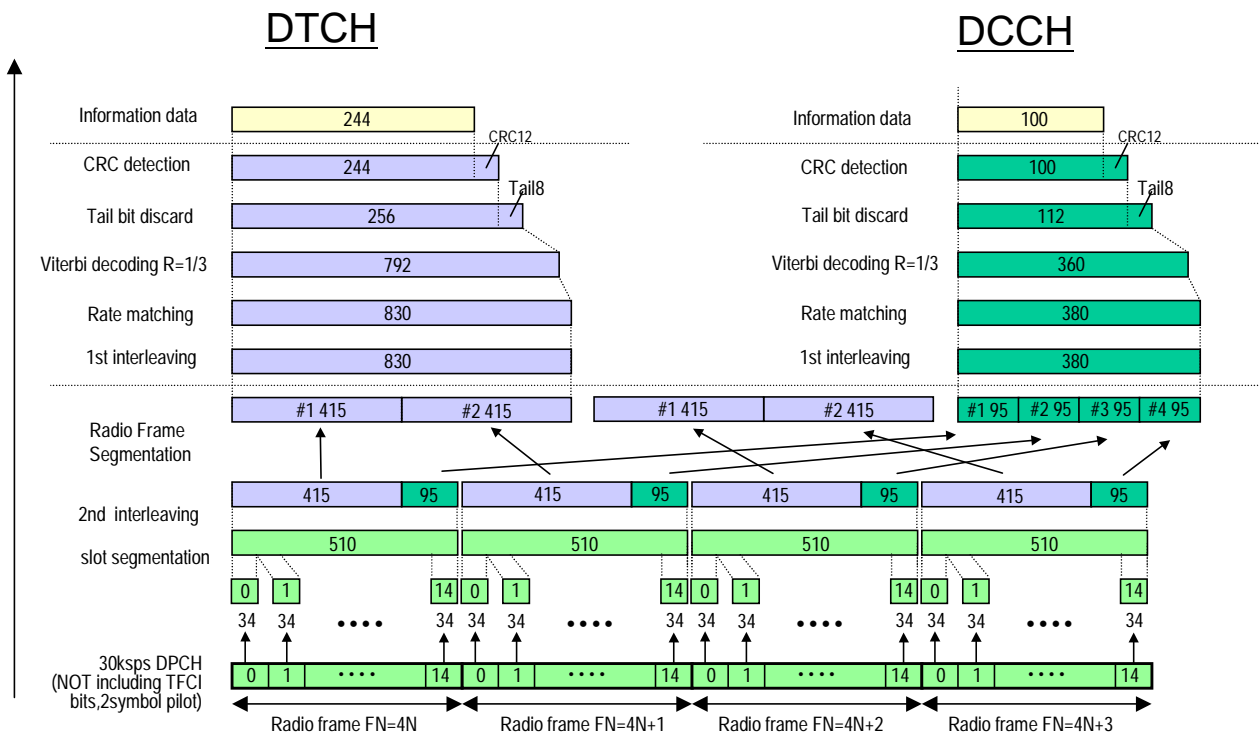 DTCH DCCH
Information data 244 Information data 100
CRC12 CRC12
CRC detection 244 CRC detection 100
Tail8 Tail8
Tail bit discard 256 Tail bit discard 112
Viterbi decoding R=1/3 792 Viterbi decoding R=1/3 360
Rate matching 830 Rate matching 380
1st interleaving 830 1st interleaving 380
#1 415 #2 415 #1 415 #2 415 #1 95 #2 95 #3 95 #4 95
Radio Frame
Segmentation
415 95 415 95 415 95 415 95
2nd interleaving
slot segmentation 510 510 510 510
0 1 14 0 1 14 0 1 14 0 1 14
34 34 •••• 34 34 34 •••• 34 34 34 •••• 34 34 34 •••• 34
30ksps DPCH
(NOT including TFCI
bits,2symbol pilot)
0 1 •••• 14 0 1 •••• 14 0 1 •••• 14 0 1 •••• 14
Radio frame FN=4N Radio frame FN=4N+1 Radio frame FN=4N+2 Radio frame FN=4N+3